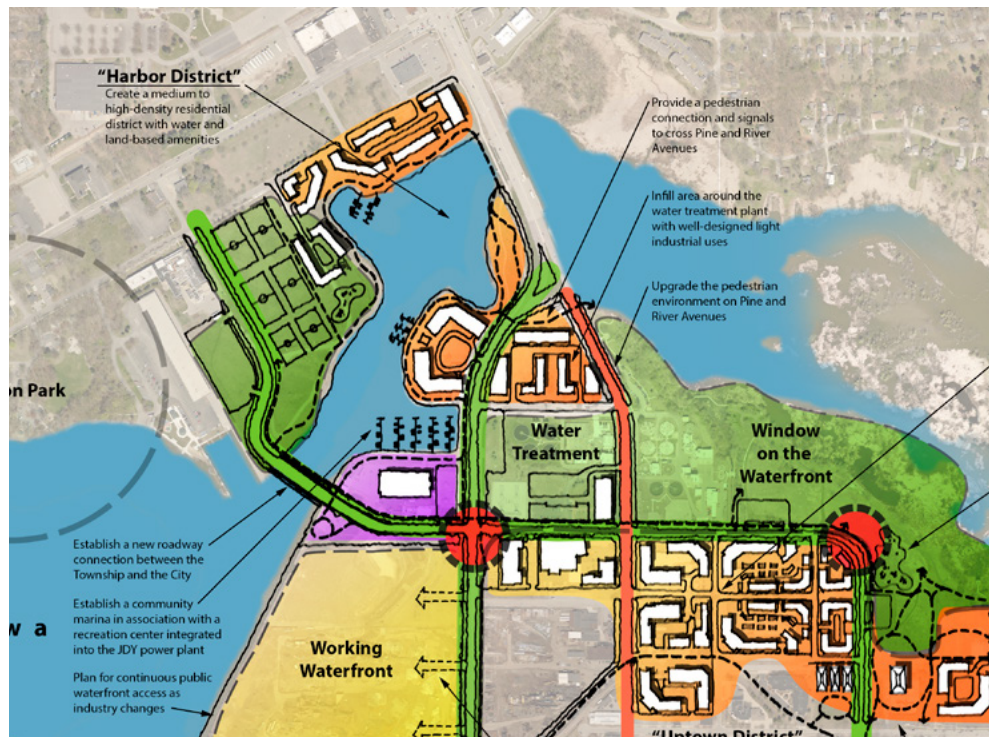 "Harbor District"
Create a medium to
high-density residential
district with water and
land-based amenities
Provide a pedestrian
connection and signals
to cross Pine and River
Avenues
Infill area around the
water treatment plant
with well-designed light
industrial uses
Upgrade the pedestrian
environment on Pine and
River Avenues
on Park
Water
Treatment
Window
on the
Waterfront
Establish a new roadway
connection between the
Township and the City
Establish a community
marina in association with a
recreation center integrated
into the JDY power plant
w a
Plan for continuous public
waterfront access as
industry changes
Working
Waterfront
"Uptown District"